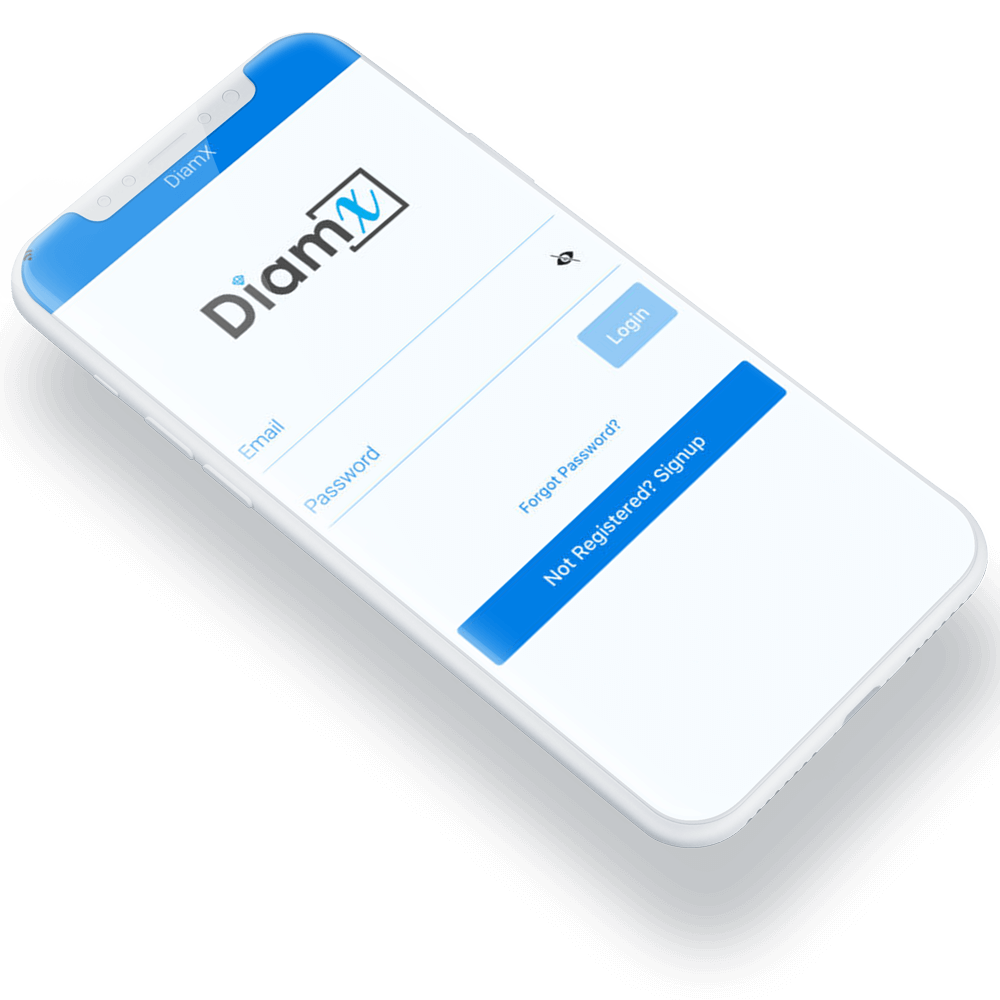 DiamX
Diamx
Email
Password
Login
Forgot Password?
Not Registered? Signup